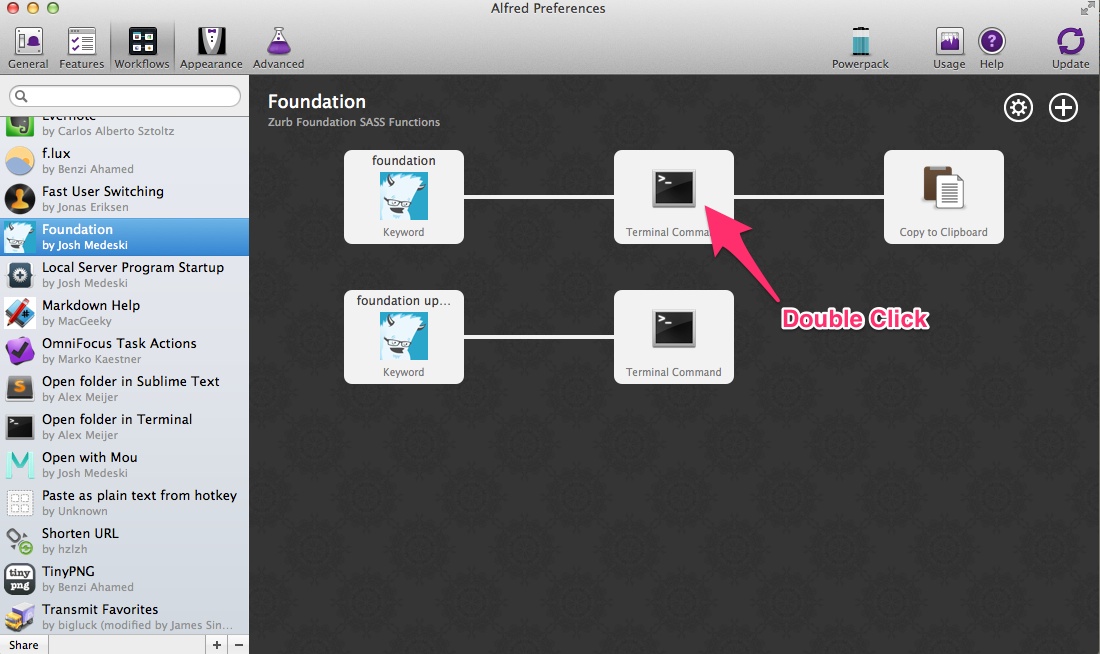 Alfred Preferences
General
Features
Workflows
Appearance
Advanced
Powerpack
Usage
Help
Update
Evernote
by Carlos Alberto Sztoltz
f.lux
by Benzi Ahamed
Fast User Switching
by Jonas Eriksen
Foundation
by Josh Medeski
Local Server Program Startup
by Josh Medeski
Markdown Help
by MacGeeky
OmniFocus Task Actions
by Marko Kaestner
Open folder in Sublime Text
by Alex Meijer
Open folder in Terminal
by Alex Meijer
Open with Mou
by Josh Medeski
Paste as plain text from hotkey
by Unknown
Shorten URL
by hzlzh
tiny
png
TinyPNG
by Benzi Ahamed
Transmit Favorites
by bigluck (modified by James Sin...
Share
Foundation
Zurb Foundation SASS Functions
foundation
Keyword
Terminal Comma
Copy to Clipboard
Double Click
foundation up...
Keyword
Terminal Command